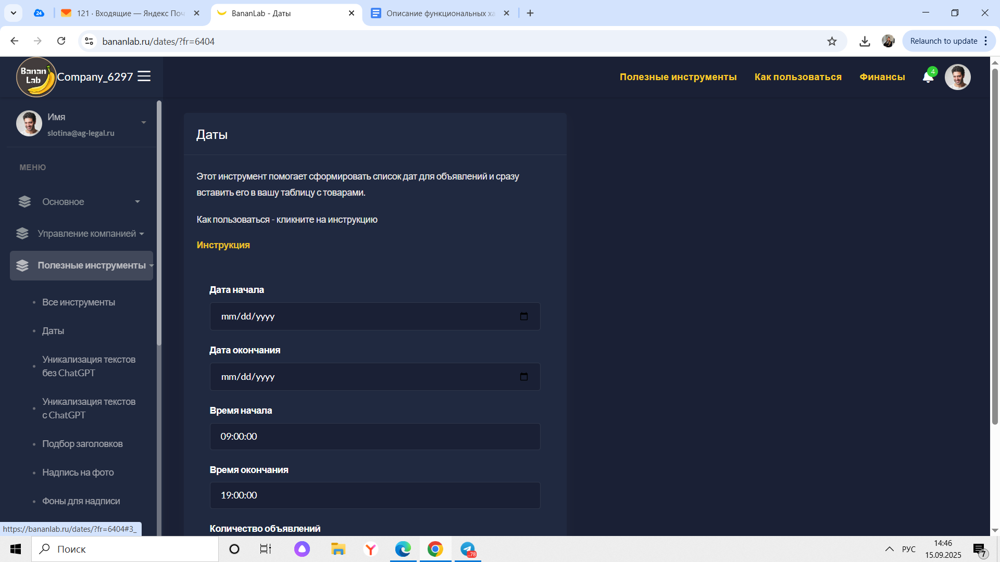 24
121 · Входящие — Яндекс Поч
BananLab - Даты
Описание функциональных ха
bananlab.ru/dates/?fr=6404
Relaunch to update
Banan
Lab
Company_6297
Полезные инструменты
Как пользоваться
Финансы
4
Имя
slotina@ag-legal.ru
МЕНЮ
Основное
Управление компанией
Полезные инструменты
Все инструменты
Даты
Уникализация текстов
без ChatGPT
Уникализация текстов
с ChatGPT
Подбор заголовков
Надпись на фото
Фоны для надписи
Даты
Этот инструмент помогает сформировать список дат для объявлений и сразу
вставить его в вашу таблицу с товарами.
Как пользоваться - кликните на инструкцию
Инструкция
Дата начала
mm/dd/yyyy
Дата окончания
mm/dd/yyyy
Время начала
09:00:00
Время окончания
19:00:00
Количество объявлений
https://bananlab.ru/dates/?fr=6404#3_
Поиск
..78
РУС
14:46
15.09.2025
7